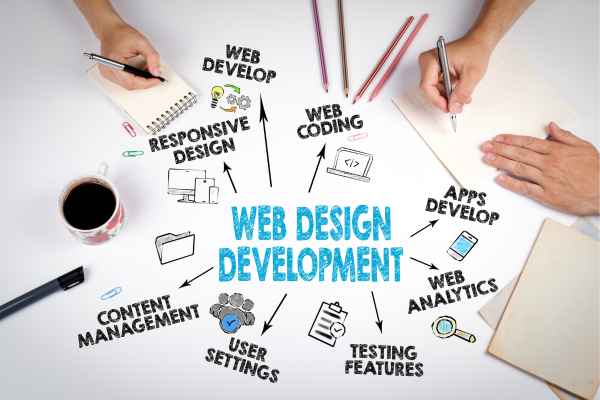 WEB
DEVELOP
WEB
CODING
RESPONSIVE
DESIGN
APPS
DEVELOP
WEB DESIGN
DEVELOPMENT
WEB
ANALYTICS
CONTENT
MANAGEMENT
USER
SETTINGS
TESTING
FEATURES